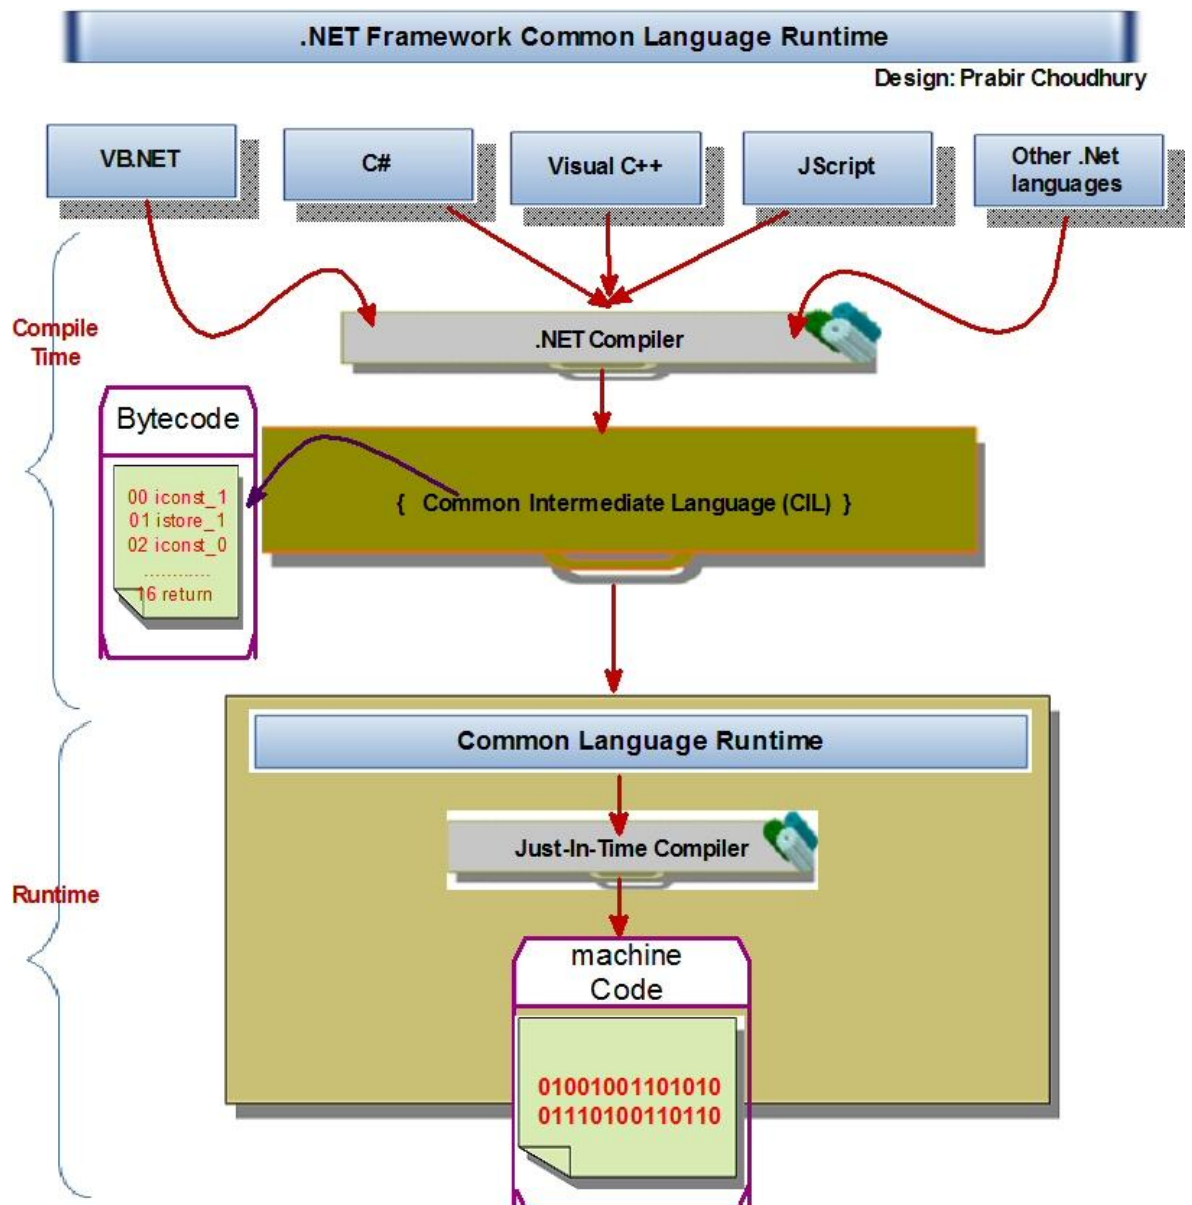 .NET Framework Common Language Runtime
Design: Prabir Choudhury
VB.NET
C#
Visual C++
JScript
Other .Net
languages
Compile
Time
.NET Compiler
Bytecode
00 iconst_1
01 istore_1
02 iconst_0
............
16 return
{ Common Intermediate Language (CIL) }
Common Language Runtime
Just-In-Time Compiler
Runtime
machine
Code
01001001101010
01110100110110